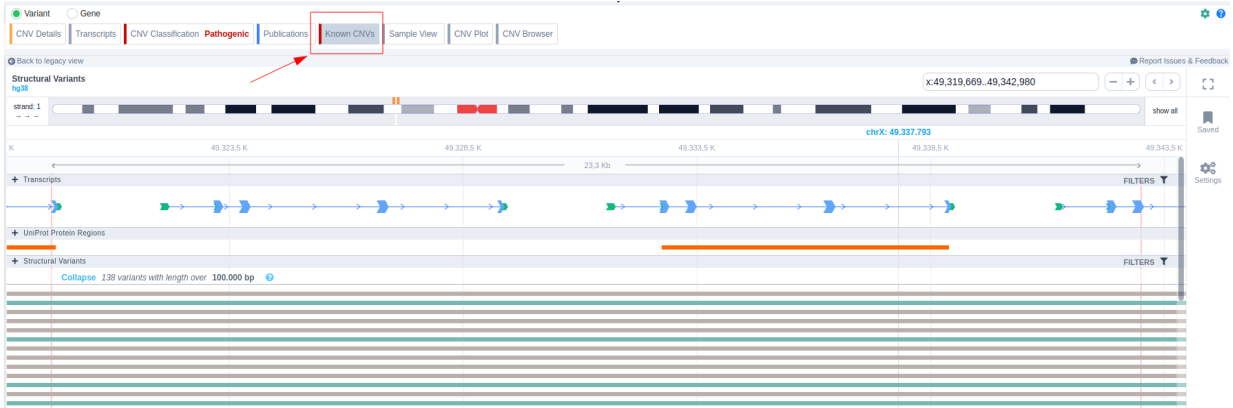 Variant Gene
CNV Details Transcripts CNV Classification Pathogenic Publications Known CNVs Sample View CNV Plot CNV Browser
Back to legacy view Report Issues & Feedback
Structural Variants
hg38
x:49,319,669..49,342,980
strand: 1
show all
Saved
chrX: 49.337.793
K 49.323,5 K 49.328,5 K 49.333,5 K 49.338,5 K 49.343,5 K
23,3 Kb
Settings
+ Transcripts FILTERS
+ UniProt Protein Regions
+ Structural Variants FILTERS
Collapse 138 variants with length over 100.000 bp